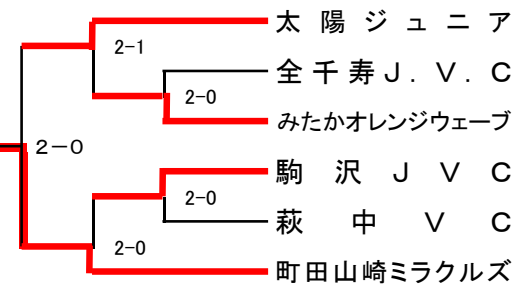 太陽ジュニア
2-1
全千寿J.V.C
2-0
みたかオレンジウェーブ
2-0
駒沢JVC
2-0
萩中VC
2-0
町田山崎ミラクルズ